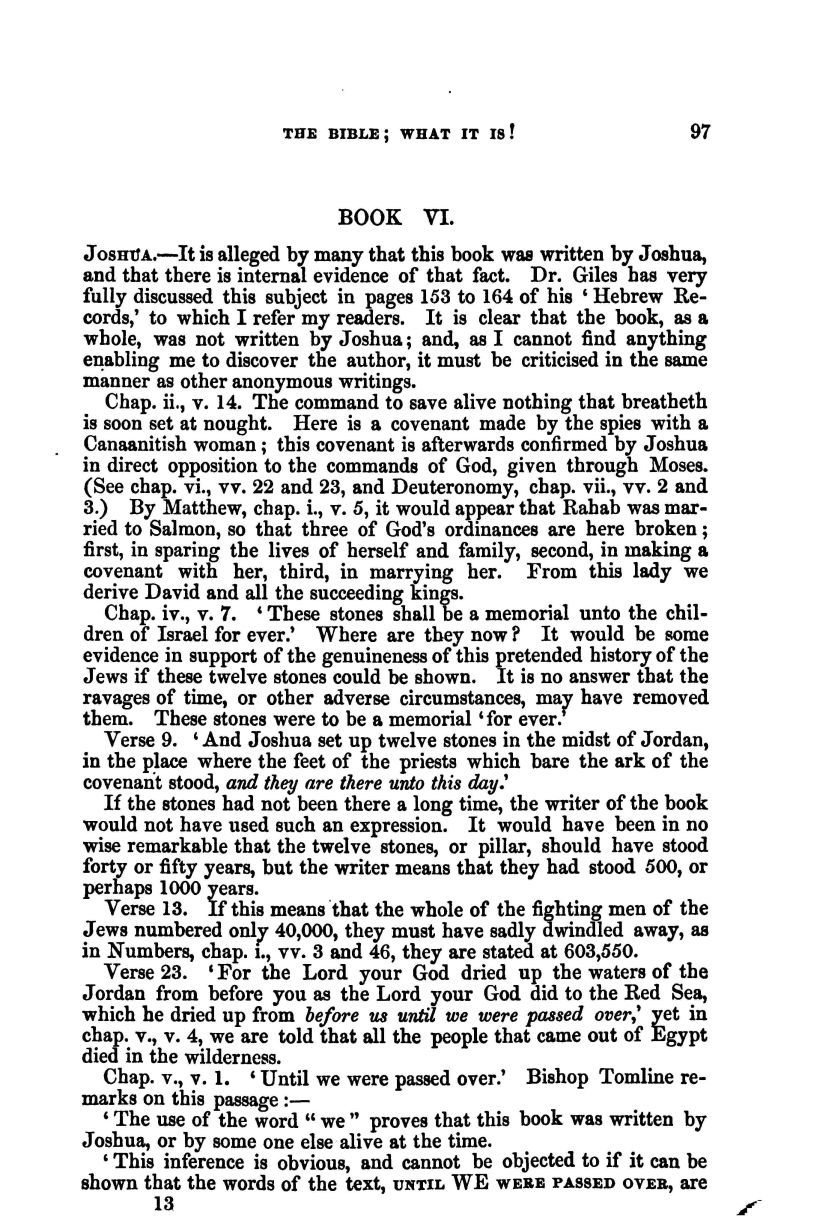 THE BIBLE; WHAT IT IS! 97
BOOK VI.
JOSHUA.—It is alleged by many that this book was written by Joshua,
and that there is internal evidence of that fact. Dr. Giles has very
fully discussed this subject in pages 153 to 164 of his ‘Hebrew Re-
cords,’ to which I refer my readers. It is clear that the book, as a
whole, was not written by Joshua; and, as I cannot find anything
enabling me to discover the author, it must be criticised in the same
manner as other anonymous writings.
Chap. ii., v. 14. The command to save alive nothing that breatheth
is soon set at nought. Here is a covenant made by the spies with a
Canaanitish woman; this covenant is afterwards confirmed by Joshua
in direct opposition to the commands of God, given through Moses.
(See chap. vi., vv. 22 and 23, and Deuteronomy, chap. vii., vv. 2 and
3.) By Matthew, chap. i., v. 5, it would appear that Rahab was mar-
ried to Salmon, so that three of God’s ordinances are here broken;
first, in sparing the lives of herself and family, second, in making a
covenant with her, third, in marrying her. From this lady we
derive David and all the succeeding kings.
Chap. iv., v. 7. ‘These stones shall be a memorial unto the chil-
dren of Israel for ever.’ Where are they now? It would be some
evidence in support of the genuineness of this pretended history of the
Jews if these twelve stones could be shown. It is no answer that the
ravages of time, or other adverse circumstances, may have removed
them. These stones were to be a memorial ‘for ever.’
Verse 9. ‘And Joshua set up twelve stones in the midst of Jordan,
in the place where the feet of the priests which bare the ark of the
covenant stood, and they are there unto this day.’
If the stones had not been there a long time, the writer of the book
would not have used such an expression. It would have been in no
wise remarkable that the twelve stones, or pillar, should have stood
forty or fifty years, but the writer means that they had stood 500, or
perhaps 1000 years.
Verse 13. If this means that the whole of the fighting men of the
Jews numbered only 40,000, they must have sadly dwindled away, as
in Numbers, chap. i., vv. 3 and 46, they are stated at 603,550.
Verse 23. ‘For the Lord your God dried up the waters of the
Jordan from before you as the Lord your God did to the Red Sea,
which he dried up from before us until we were passed over,’ yet in
chap. v., v. 4, we are told that all the people that came out of Egypt
died in the wilderness.
Chap. v., v. 1. ‘Until we were passed over.’ Bishop Tomline re-
marks on this passage:—
‘The use of the word “we” proves that this book was written by
Joshua, or by some one else alive at the time.
‘This inference is obvious, and cannot be objected to if it can be
shown that the words of the text, UNTIL WE WERE PASSED OVER, are
13